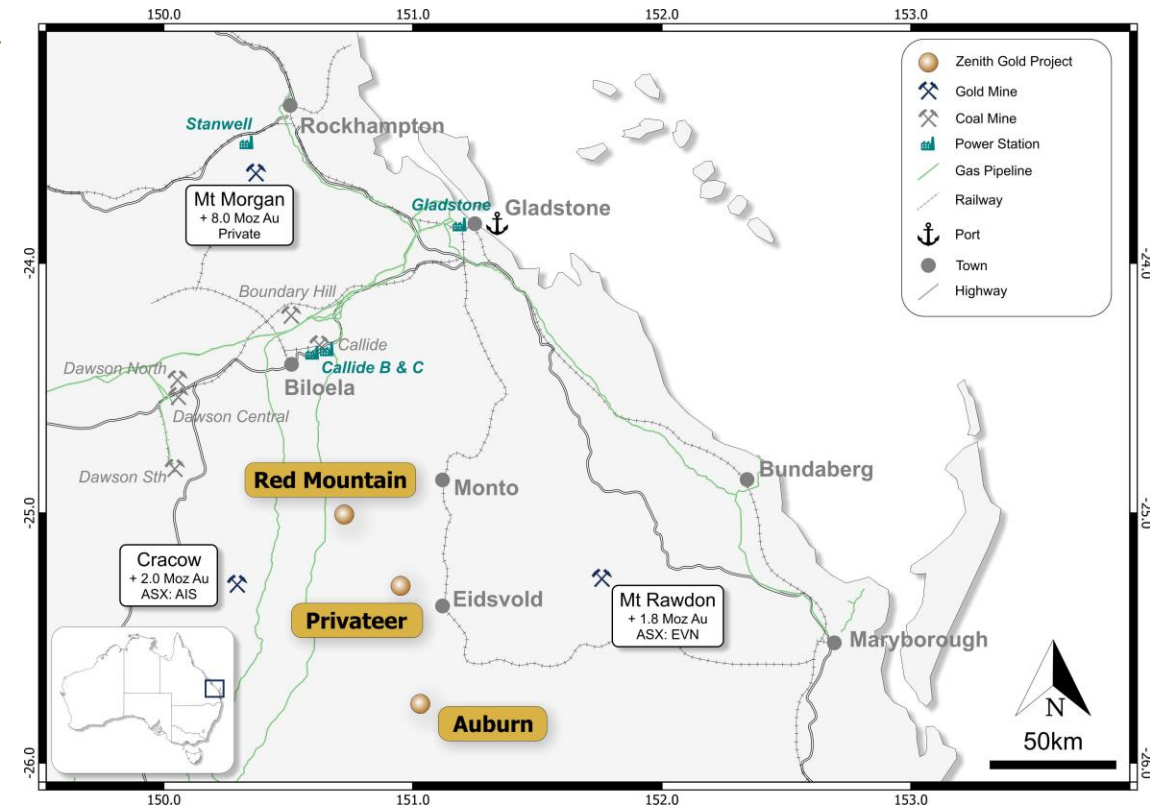 150.0
151.0
152.0
153.0
Zenith Gold Project
Gold Mine
Coal Mine
Power Station
Gas Pipeline
Railway
Port
Town
Highway
Stanwell
Rockhampton
Mt Morgan
+ 8.0 Moz Au
Private
Gladstone
Gladstone
-24.0
-24.0
Boundary Hill
Callide
Callide B & C
Dawson North
Biloela
Dawson Central
Dawson Sth
Red Mountain
Monto
Bundaberg
-25.0
-25.0
Cracow
+ 2.0 Moz Au
ASX: AIS
Privateer
Eidsvold
Mt Rawdon
+ 1.8 Moz Au
ASX: EVN
Maryborough
Auburn
N
50km
-26.0
-26.0
150.0
151.0
152.0
153.0